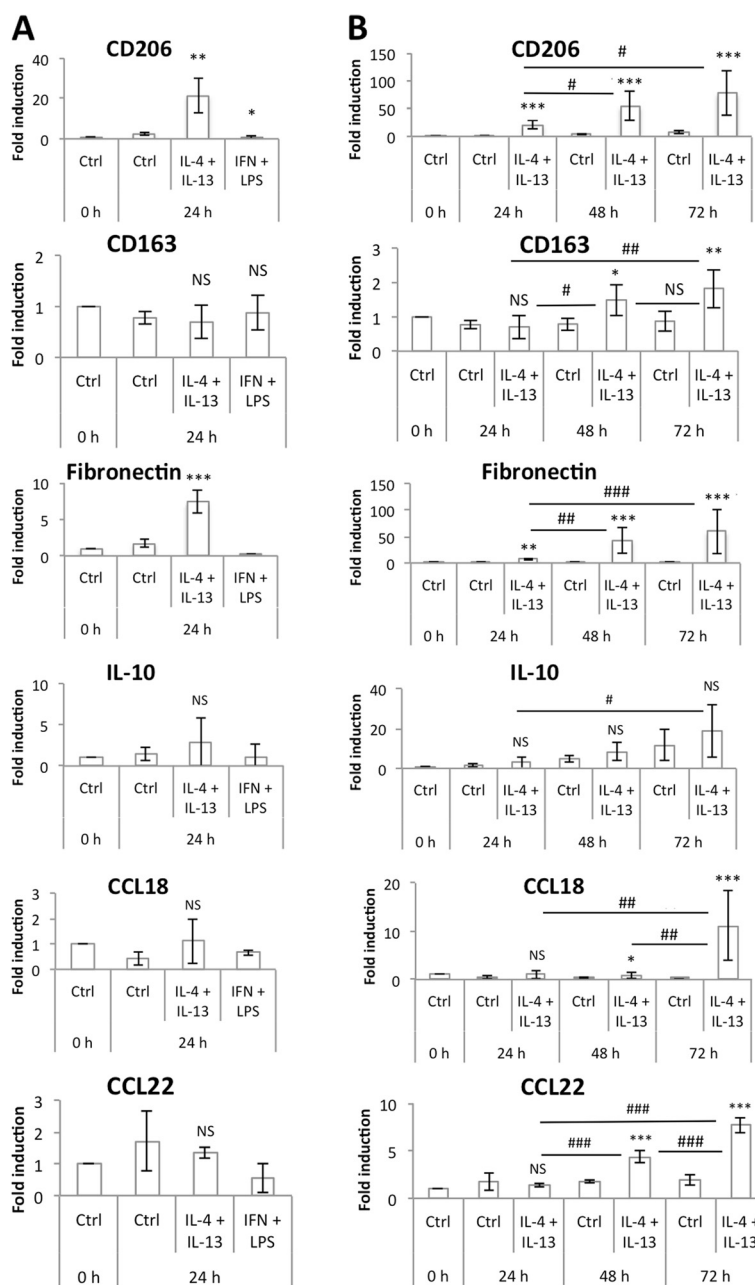 A
CD206
Fold induction
40
20
0
**
*
Ctrl
Ctrl
IL-4 + IL-13
IFN + LPS
0 h
24 h
CD163
Fold induction
2
1
0
NS
NS
Ctrl
Ctrl
IL-4 + IL-13
IFN + LPS
0 h
24 h
Fibronectin
Fold induction
10
5
0
***
Ctrl
Ctrl
IL-4 + IL-13
IFN + LPS
0 h
24 h
IL-10
Fold induction
10
5
0
NS
Ctrl
Ctrl
IL-4 + IL-13
IFN + LPS
0 h
24 h
CCL18
Fold induction
3
2
1
0
NS
Ctrl
Ctrl
IL-4 + IL-13
IFN + LPS
0 h
24 h
CCL22
Fold induction
4
3
2
1
0
NS
Ctrl
Ctrl
IL-4 + IL-13
IFN + LPS
0 h
24 h
B
CD206
Fold induction
150
100
50
0
#
#
***
***
***
Ctrl
Ctrl
IL-4 + IL-13
Ctrl
IL-4 + IL-13
Ctrl
IL-4 + IL-13
0 h
24 h
48 h
72 h
CD163
Fold induction
3
2
1
0
##
#
NS
NS
*
**
Ctrl
Ctrl
IL-4 + IL-13
Ctrl
IL-4 + IL-13
Ctrl
IL-4 + IL-13
0 h
24 h
48 h
72 h
Fibronectin
Fold induction
150
100
50
0
###
##
**
***
***
Ctrl
Ctrl
IL-4 + IL-13
Ctrl
IL-4 + IL-13
Ctrl
IL-4 + IL-13
0 h
24 h
48 h
72 h
IL-10
Fold induction
40
20
0
#
NS
NS
NS
Ctrl
Ctrl
IL-4 + IL-13
Ctrl
IL-4 + IL-13
Ctrl
IL-4 + IL-13
0 h
24 h
48 h
72 h
CCL18
Fold induction
20
10
0
##
##
NS
*
***
Ctrl
Ctrl
IL-4 + IL-13
Ctrl
IL-4 + IL-13
Ctrl
IL-4 + IL-13
0 h
24 h
48 h
72 h
CCL22
Fold induction
10
5
0
###
###
###
NS
***
***
Ctrl
Ctrl
IL-4 + IL-13
Ctrl
IL-4 + IL-13
Ctrl
IL-4 + IL-13
0 h
24 h
48 h
72 h